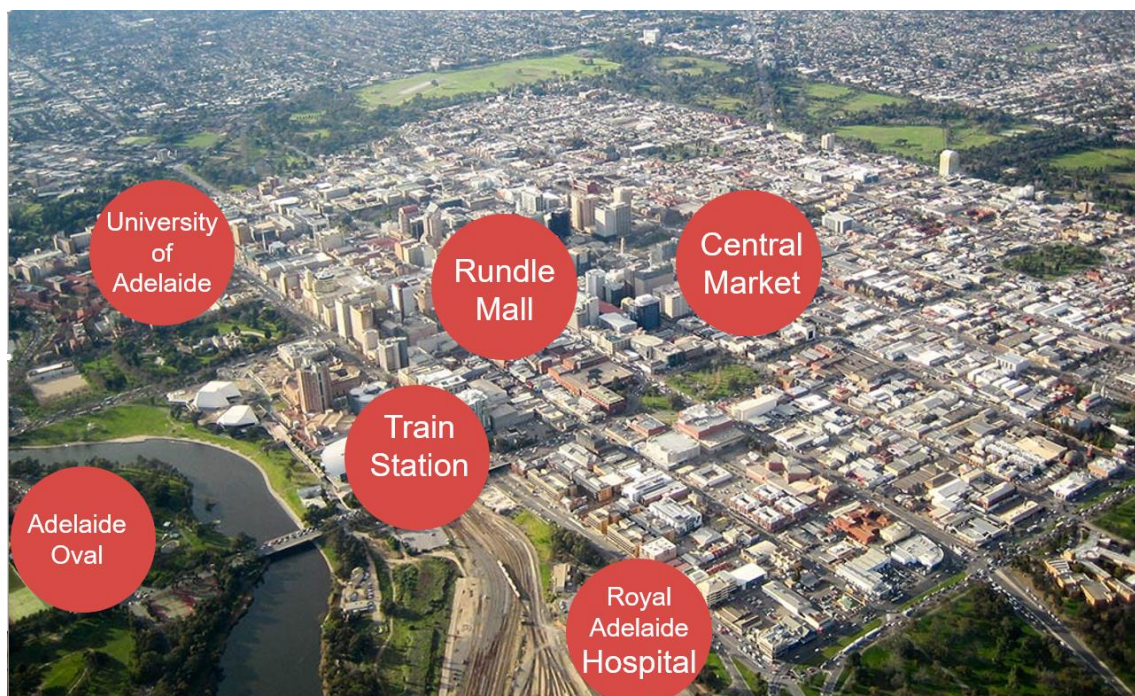 University
of
Adelaide
Rundle
Mall
Central
Market
Train
Station
Adelaide
Oval
Royal
Adelaide
Hospital